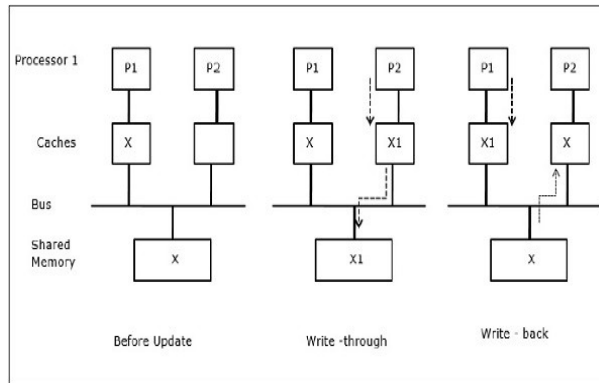 Processor 1 P1 P2 P1 P2 P1 P2
Caches X X X1 X1 X
Bus
Shared
Memory X X1 X
Before Update Write -through Write - back